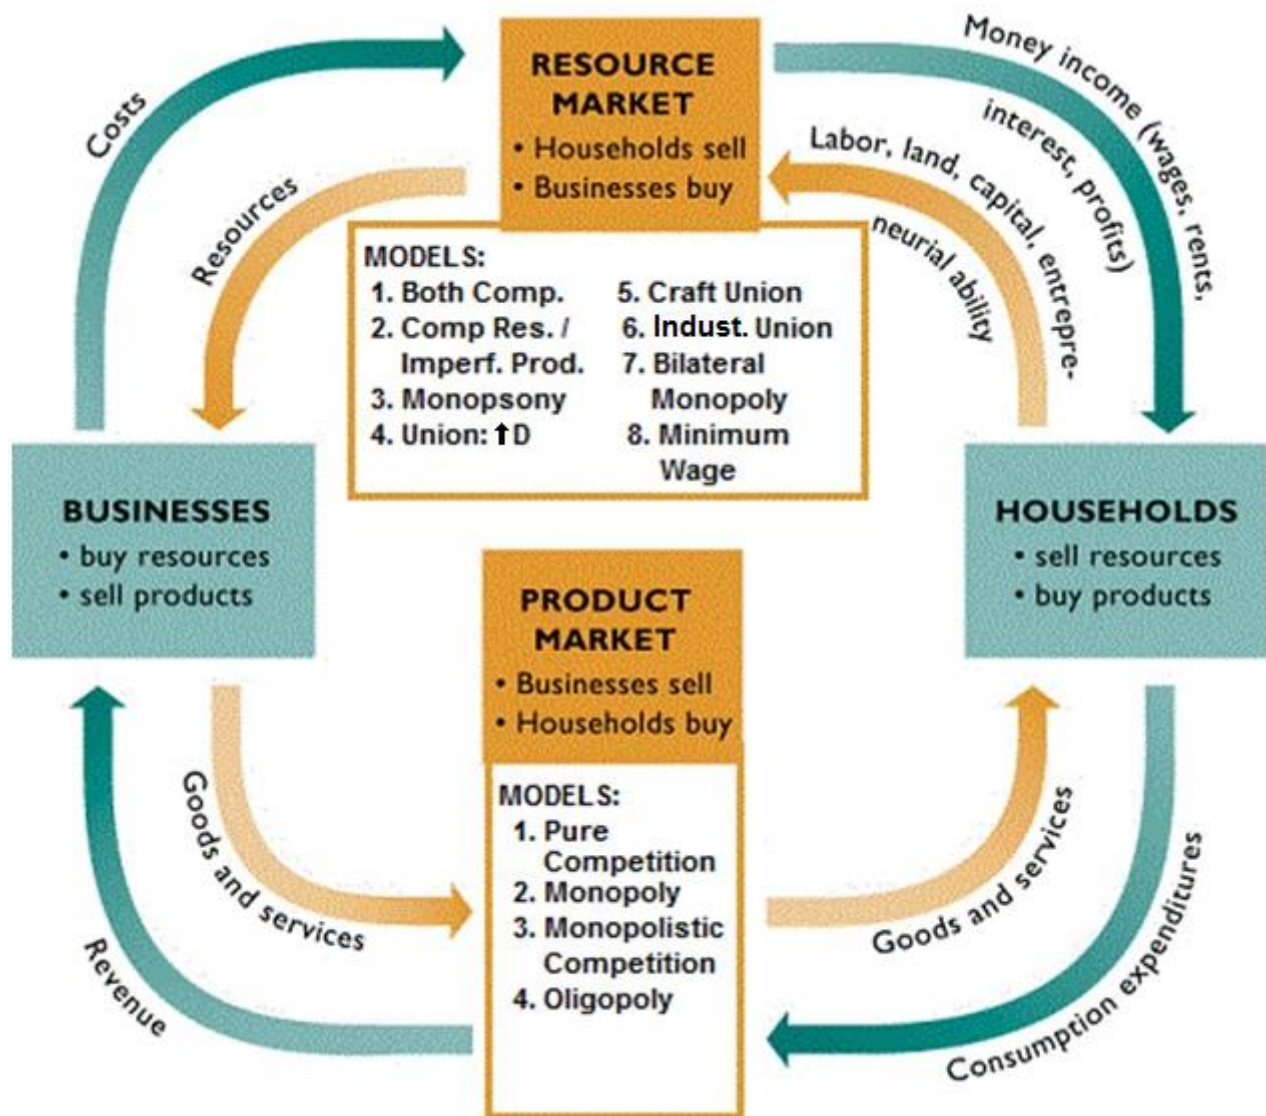 RESOURCE
MARKET
• Households sell
• Businesses buy
Costs
Resources
Money income (wages, rents,
interest, profits)
Labor, land, capital, entrepre-
neurial ability
MODELS:
1. Both Comp.
2. Comp Res. /
Imperf. Prod.
3. Monopsony
4. Union: ⬆D
5. Craft Union
6. Indust. Union
7. Bilateral
Monopoly
8. Minimum
Wage
BUSINESSES
• buy resources
• sell products
HOUSEHOLDS
• sell resources
• buy products
PRODUCT
MARKET
• Businesses sell
• Households buy
MODELS:
1. Pure
Competition
2. Monopoly
3. Monopolistic
Competition
4. Oligopoly
Goods and services
Revenue
Goods and services
Consumption expenditures